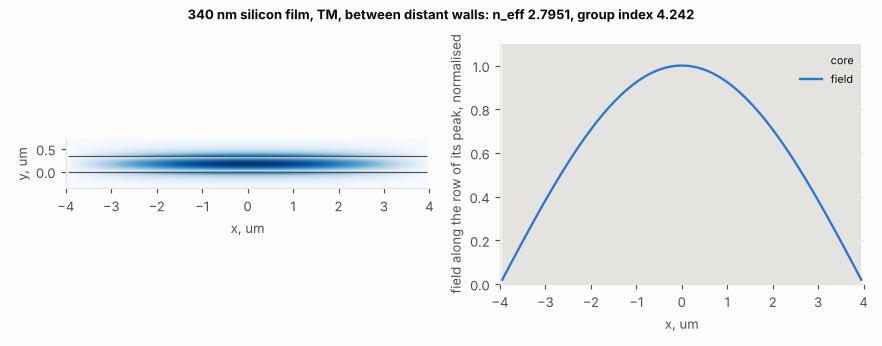 340 nm silicon film, TM, between distant walls: n_eff 2.7951, group index 4.242
y, um
0.5
0.0
−4 −3 −2 −1 0 1 2 3 4
x, um
field along the row of its peak, normalised
1.0
0.8
0.6
0.4
0.2
0.0
core
field
−4 −3 −2 −1 0 1 2 3 4
x, um